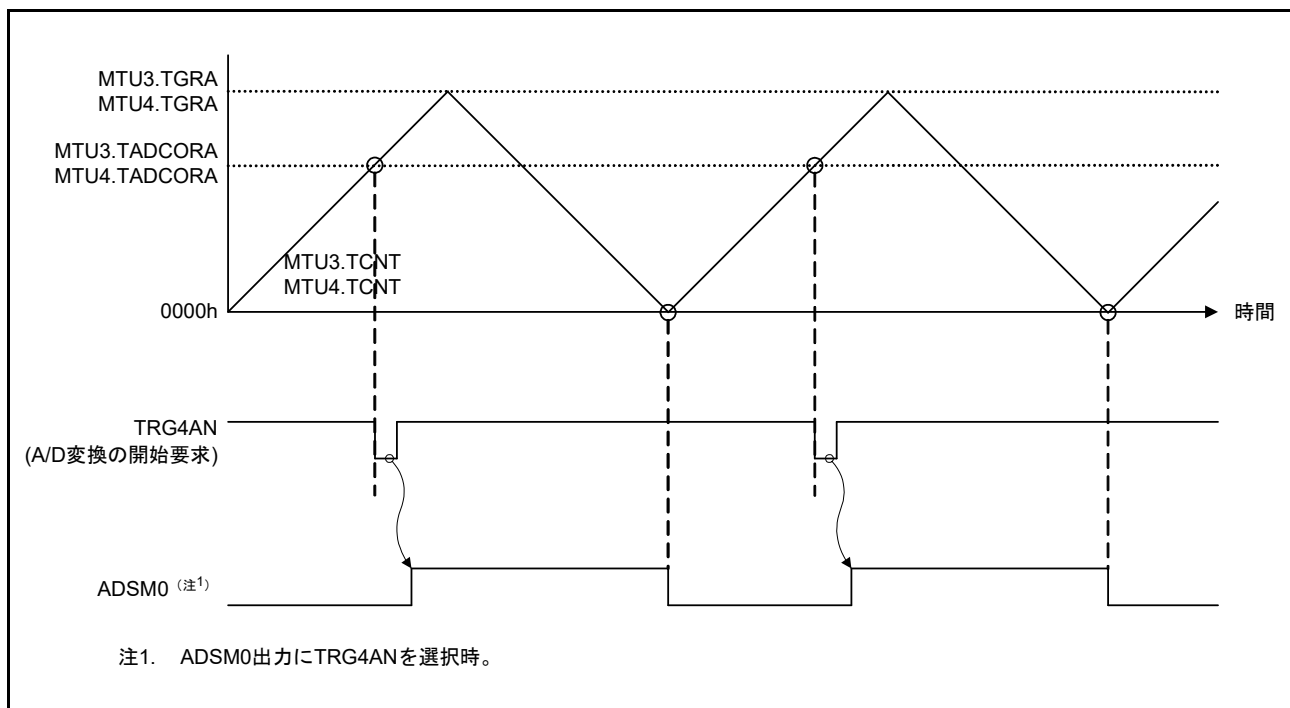 MTU3.TGRA
MTU4.TGRA
MTU3.TADCORA
MTU4.TADCORA
MTU3.TCNT
MTU4.TCNT
0000h
時間
TRG4AN
(A/D変換の開始要求)
ADSM0（注1）
注1. ADSM0出力にTRG4ANを選択時。